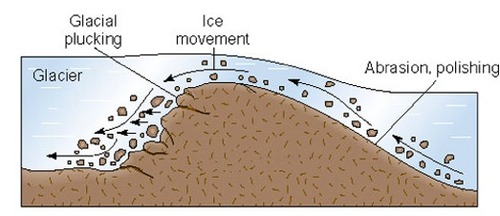 Glacial
plucking
Ice
movement
Glacier
Abrasion, polishing